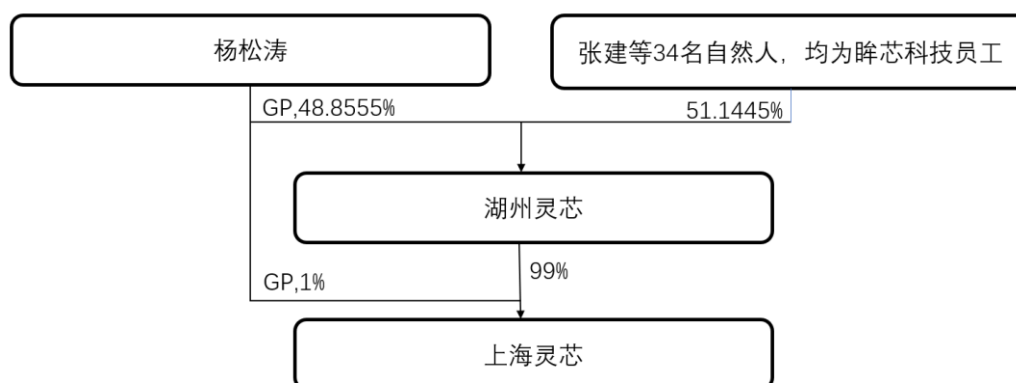 杨松涛
张建等34名自然人，均为眸芯科技员工
GP,48.8555%
51.1445%
湖州灵芯
GP,1%
99%
上海灵芯